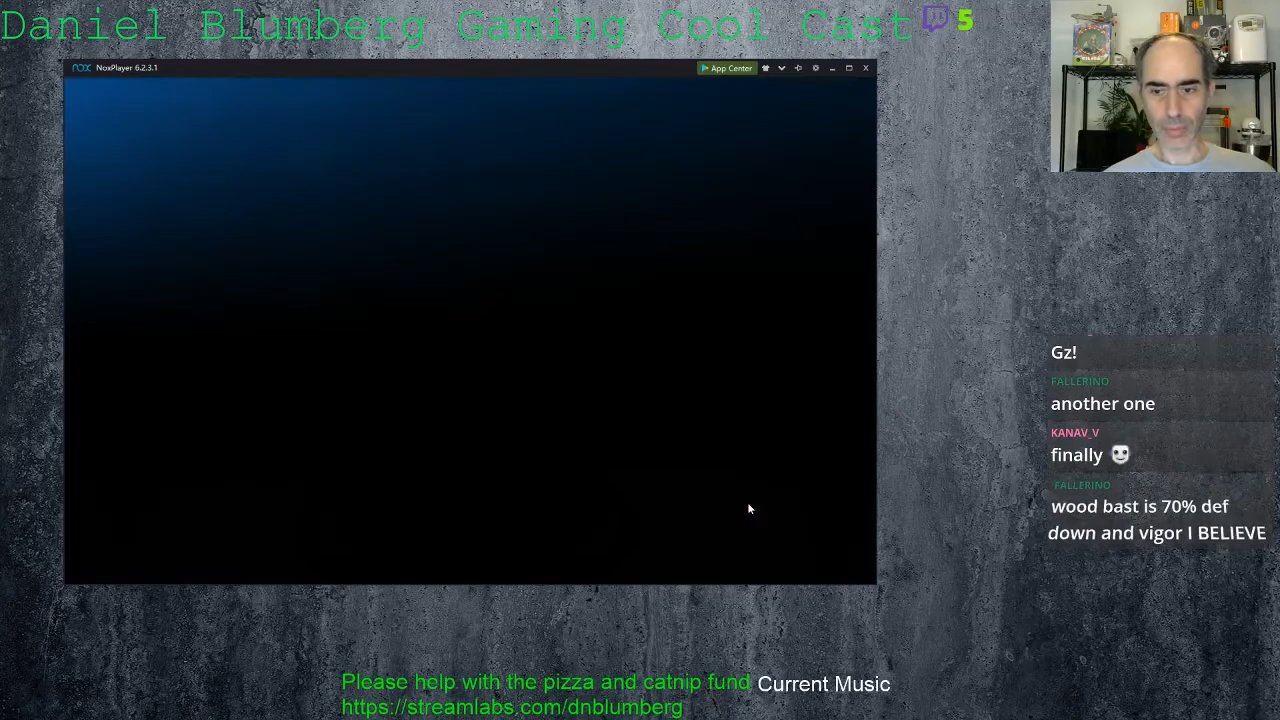 Daniel Blumberg Gaming Cool Cast 5
nox NoxPlayer 6.2.3.1
App Center
Gz!
FALLERINO
another one
KANAV_V
finally
FALLERINO
wood bast is 70% def
down and vigor I BELIEVE
Please help with the pizza and catnip fund
https://streamlabs.com/dnblumberg
Current Music